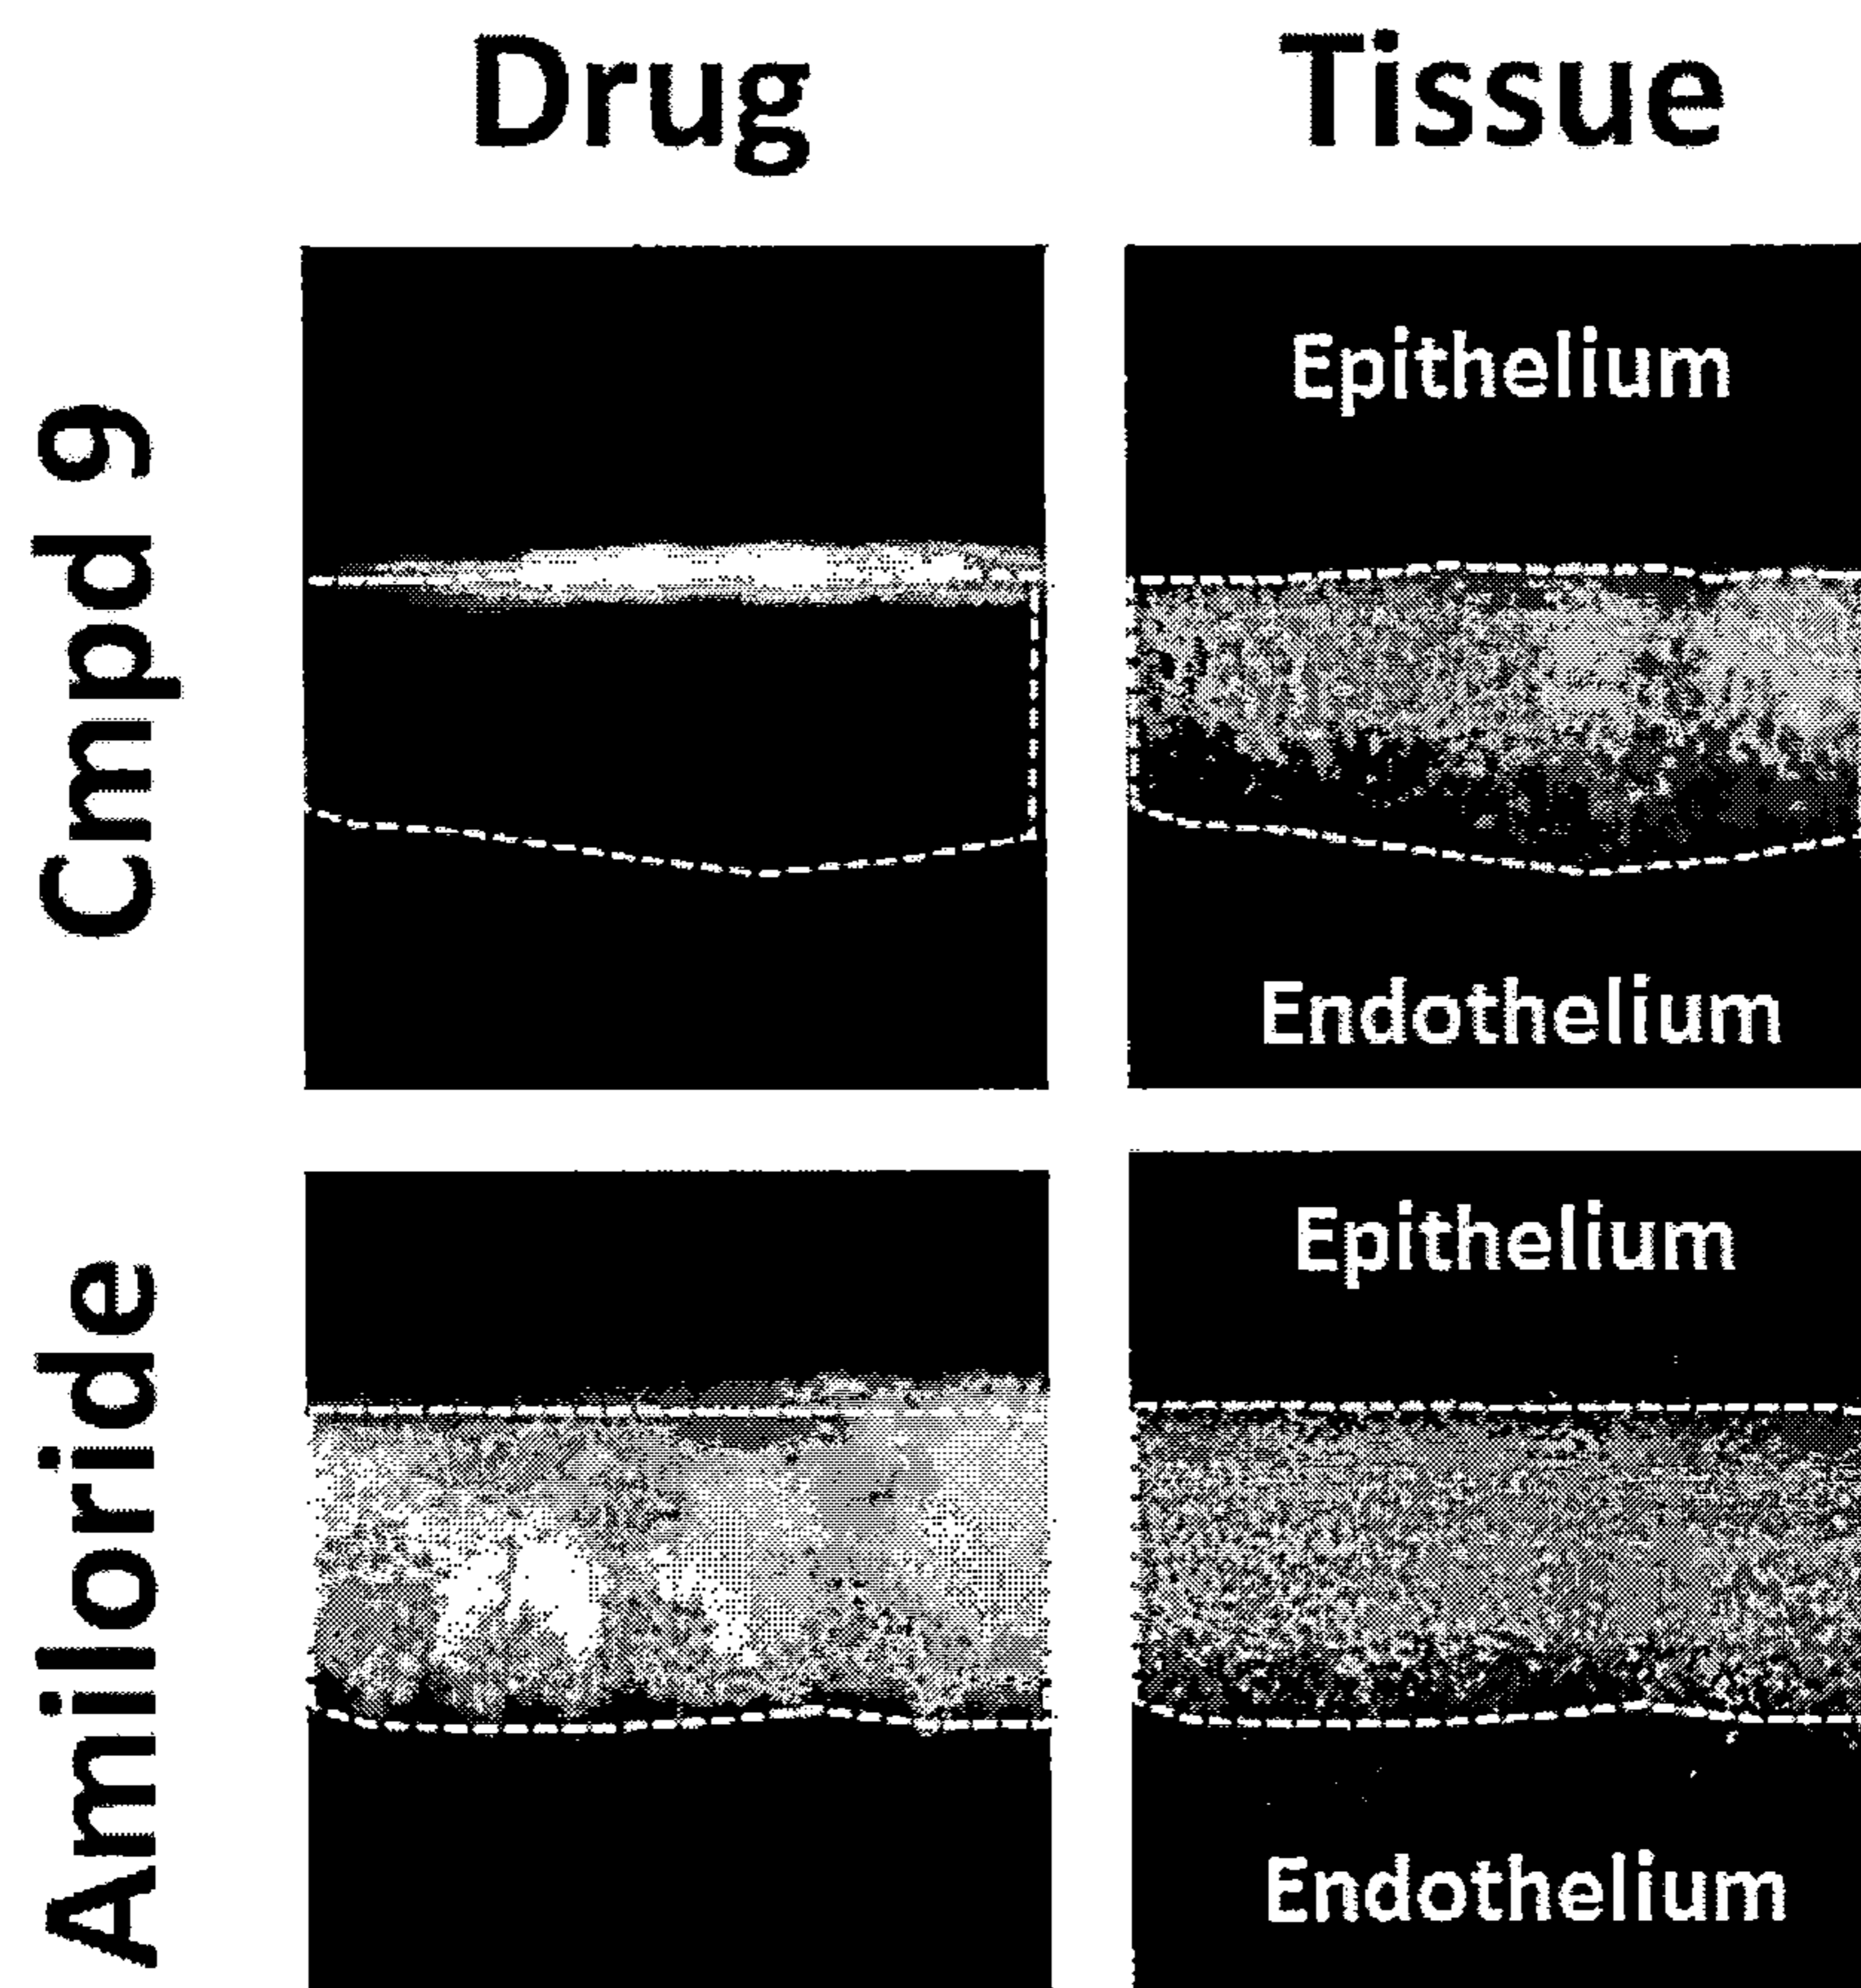 Drug
Tissue
Cmpd 9
Epithelium
Endothelium
Amiloride
Epithelium
Endothelium